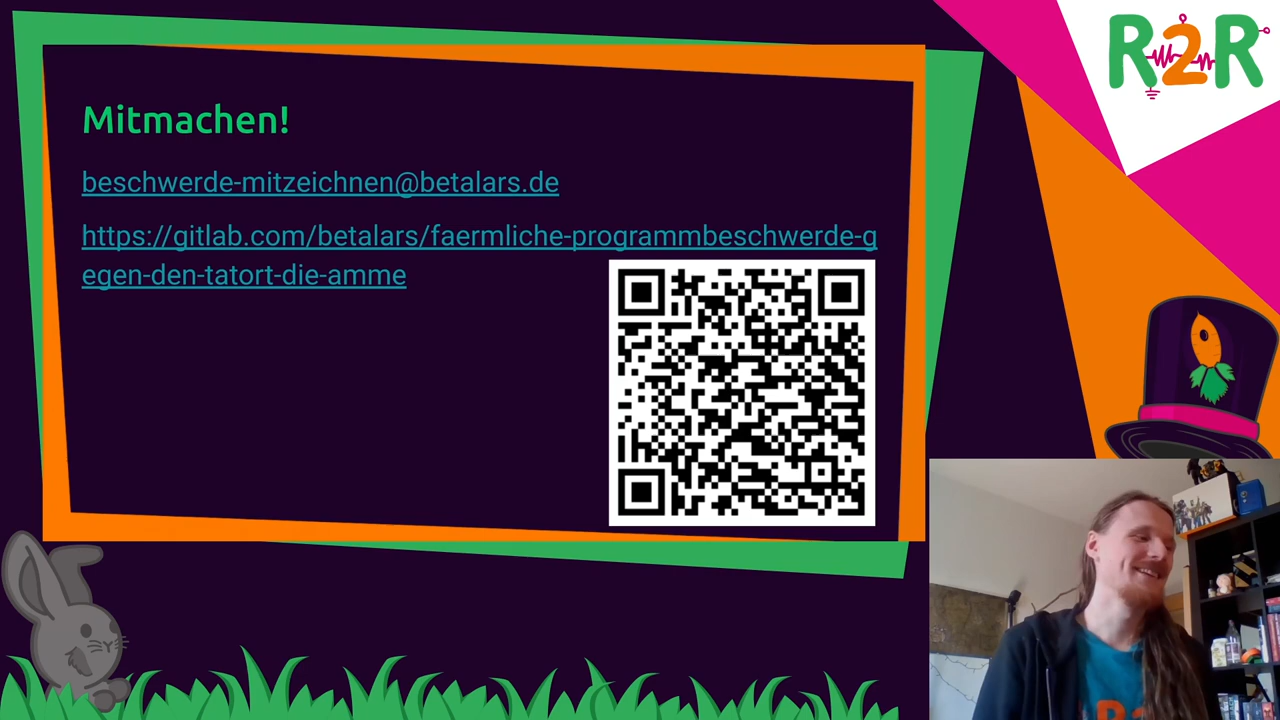 R2R
Mitmachen!
beschwerde-mitzeichnen@betalars.de
https://gitlab.com/betalars/faermliche-programmbeschwerde-g
egen-den-tatort-die-amme